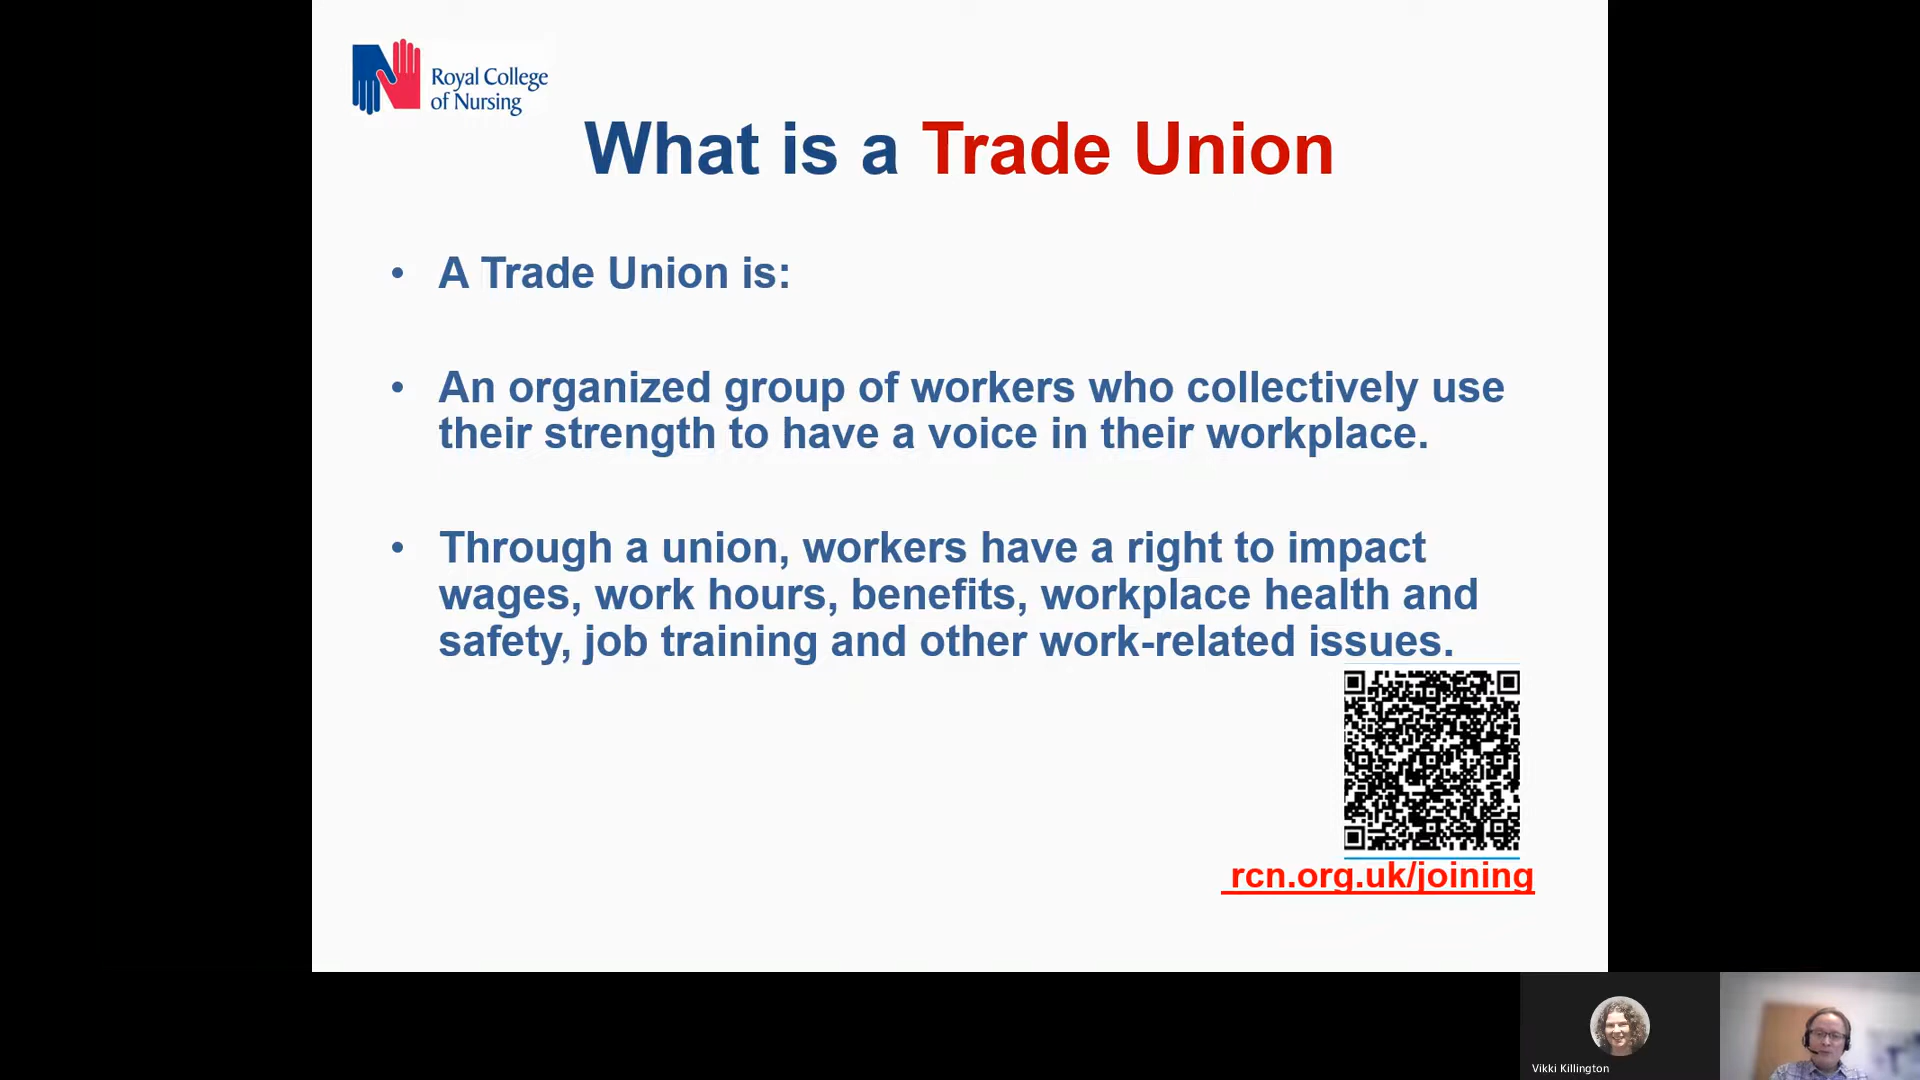 Royal College
of Nursing
What is a Trade Union
• A Trade Union is:
• An organized group of workers who collectively use
their strength to have a voice in their workplace.
• Through a union, workers have a right to impact
wages, work hours, benefits, workplace health and
safety, job training and other work-related issues.
rcn.org.uk/joining
Vikki Killington